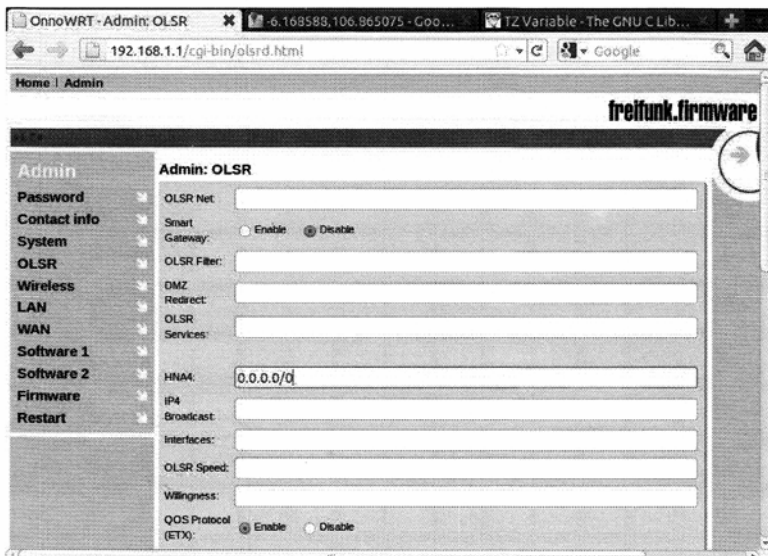 OnnoWRT - Admin: OLSR
-6.168588,106.865075 - Goo...
TZ Variable - The GNU C Lib...
192.168.1.1/cgi-bin/olsrd.html
Google
Home | Admin
freifunk.firmware
Admin
Password
Contact info
System
OLSR
Wireless
LAN
WAN
Software 1
Software 2
Firmware
Restart
Admin: OLSR
OLSR Net:
Smart Gateway: Enable Disable
OLSR Filter:
DMZ Redirect:
OLSR Services:
HNA4: 0.0.0.0/0
IP4 Broadcast:
Interfaces:
OLSR Speed:
Willingness:
QOS Protocol (ETX): Enable Disable